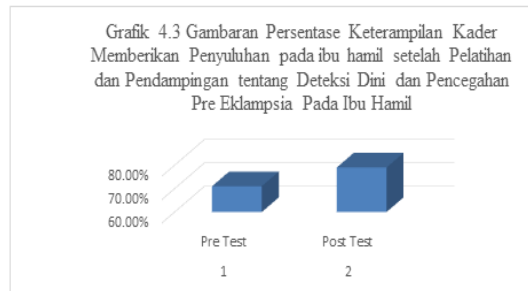 Grafik 4.3 Gambaran Persentase Keterampilan Kader
Memberikan Penyuluhan pada ibu hamil setelah Pelatihan
dan Pendampingan tentang Deteksi Dini dan Pencegahan
Pre Eklampsia Pada Ibu Hamil
80.00%
70.00%
60.00%
Pre Test Post Test
1 2